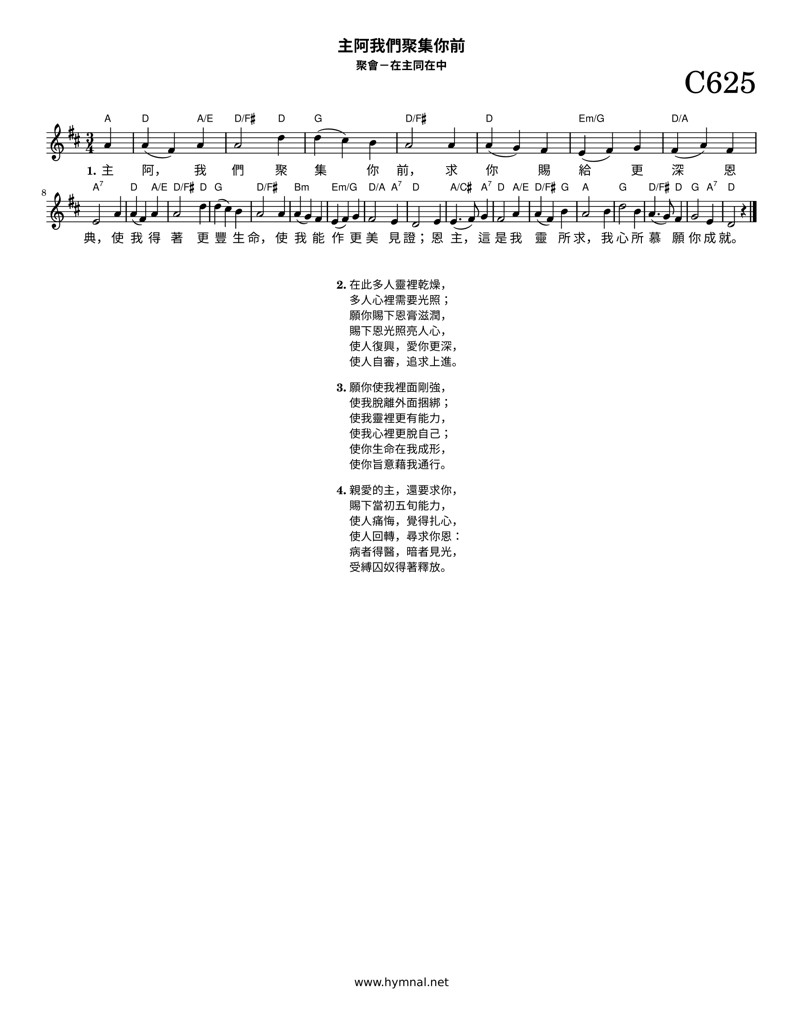 主阿我們聚集你前
聚會－在主同在中
C625
A D A/E D/F♯ D G D/F♯ D Em/G D/A
3
4
1. 主 阿， 我 們 聚 集 你 前， 求 你 賜 給 更 深 恩
8 A7 D A/E D/F♯ D G D/F♯ Bm Em/G D/A A7 D A/C♯ A7 D A/E D/F♯ G A G D/F♯ D G A7 D
典，使 我 得 著 更 豐 生 命，使 我 能 作 更 美 見 證；恩 主，這 是 我 靈 所 求，我 心 所 慕 願 你 成 就。
2. 在此多人靈裡乾燥，
多人心裡需要光照；
願你賜下恩膏滋潤，
賜下恩光照亮人心，
使人復興，愛你更深，
使人自審，追求上進。
3. 願你使我裡面剛強，
使我脫離外面捆綁；
使我靈裡更有能力，
使我心裡更脫自己；
使你生命在我成形，
使你旨意藉我通行。
4. 親愛的主，還要求你，
賜下當初五旬能力，
使人痛悔，覺得扎心，
使人回轉，尋求你恩：
病者得醫，暗者見光，
受縛囚奴得著釋放。
www.hymnal.net